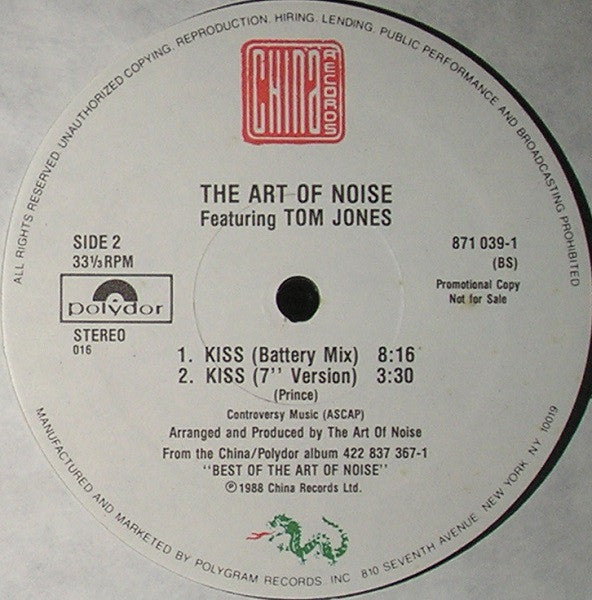 ALL RIGHTS RESERVED. UNAUTHORIZED COPYING, REPRODUCTION, HIRING, LENDING, PUBLIC PERFORMANCE AND BROADCASTING PROHIBITED
CHINA
RECORDS
THE ART OF NOISE
Featuring TOM JONES
SIDE 2
33⅓ RPM
871 039-1
(BS)
polydor
Promotional Copy
Not for Sale
STEREO
016
1. KISS (Battery Mix) 8:16
2. KISS (7'' Version) 3:30
(Prince)
Controversy Music (ASCAP)
Arranged and Produced by The Art Of Noise
From the China/Polydor album 422 837 367-1
''BEST OF THE ART OF NOISE''
℗1988 China Records Ltd.
MANUFACTURED AND MARKETED BY POLYGRAM RECORDS, INC 810 SEVENTH AVENUE, NEW YORK, NY 10019